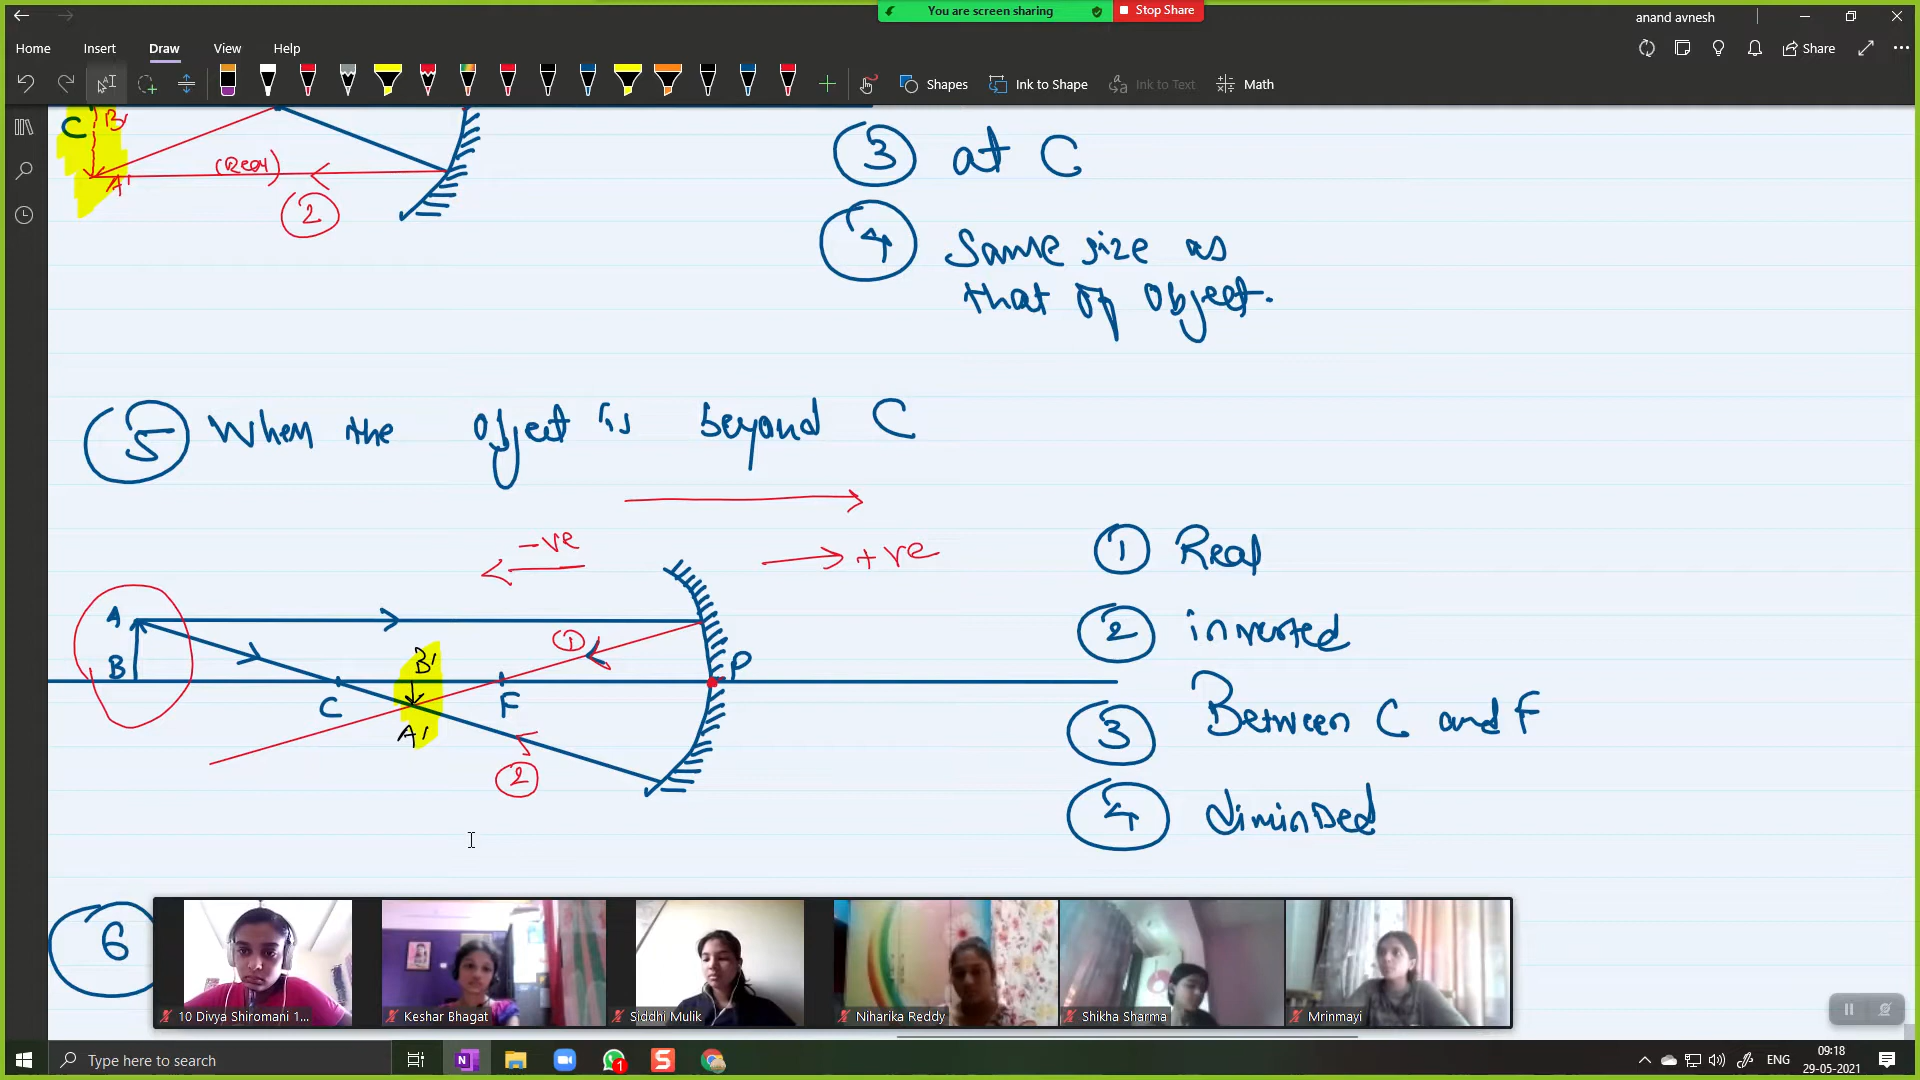 You are screen sharing
Stop Share
anand avnesh
Home Insert Draw View Help
Share
Shapes
Ink to Shape
Ink to Text
Math
C B'
(Real)
A'
2
3 at C
4 Same size as
that of object.
5 When the object is beyond C
-ve
+ve
A
B
C
B'
A'
F
1
2
P
1 Real
2 inverted
3 Between C and F
4
6
10 Divya Shiromani 1...
Keshar Bhagat
Siddhi Mulik
Niharika Reddy
Shikha Sharma
Mrinmayi
Type here to search
1
ENG
09:18
29-05-2021